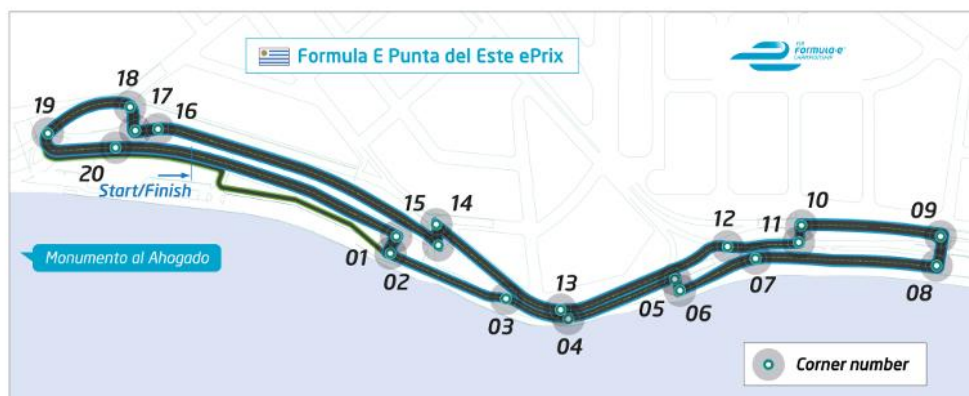 Formula E Punta del Este ePrix
FIA
Formula-e
CHAMPIONSHIP
18
17
16
19
20
Start/Finish
15
14
10
09
12
11
Monumento al Ahogado
01
02
13
05
06
07
08
03
04
Corner number